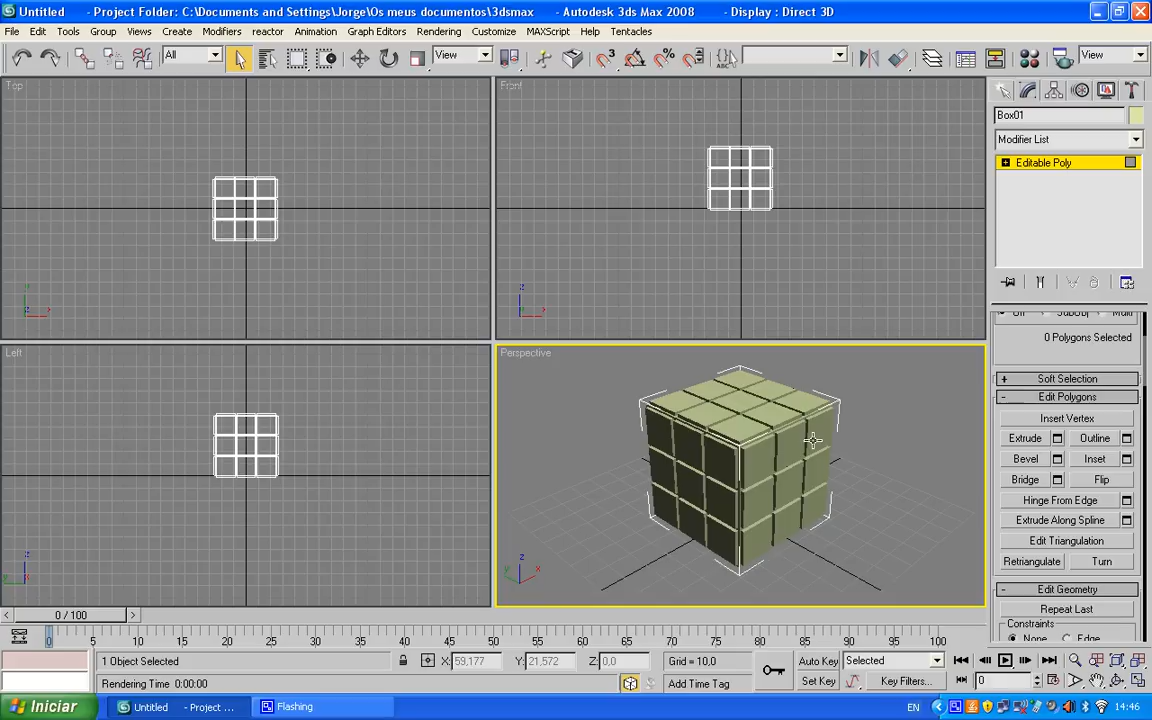 Untitled - Project Folder: C:\Documents and Settings\Jorge\Os meus documentos\3dsmax - Autodesk 3ds Max 2008 - Display : Direct 3D
File Edit Tools Group Views Create Modifiers reactor Animation Graph Editors Rendering Customize MAXScript Help Tentacles
All View View
Top Front
Box01
Modifier List
Editable Poly
Left Perspective
0 Polygons Selected
+ Soft Selection
- Edit Polygons
Insert Vertex
Extrude Outline
Bevel Inset
Bridge Flip
Hinge From Edge
Extrude Along Spline
Edit Triangulation
Retriangulate Turn
- Edit Geometry
Repeat Last
Constraints
None Edge
z x y
0 / 100
0 5 10 15 20 25 30 35 40 45 50 55 60 65 70 75 80 85 90 95 100
1 Object Selected X: 59,177 Y: 21,572 Z: 0,0 Grid = 10,0 Auto Key Selected
Rendering Time 0:00:00 Add Time Tag Set Key Key Filters... 0
Iniciar Untitled - Project ... Flashing EN 14:46